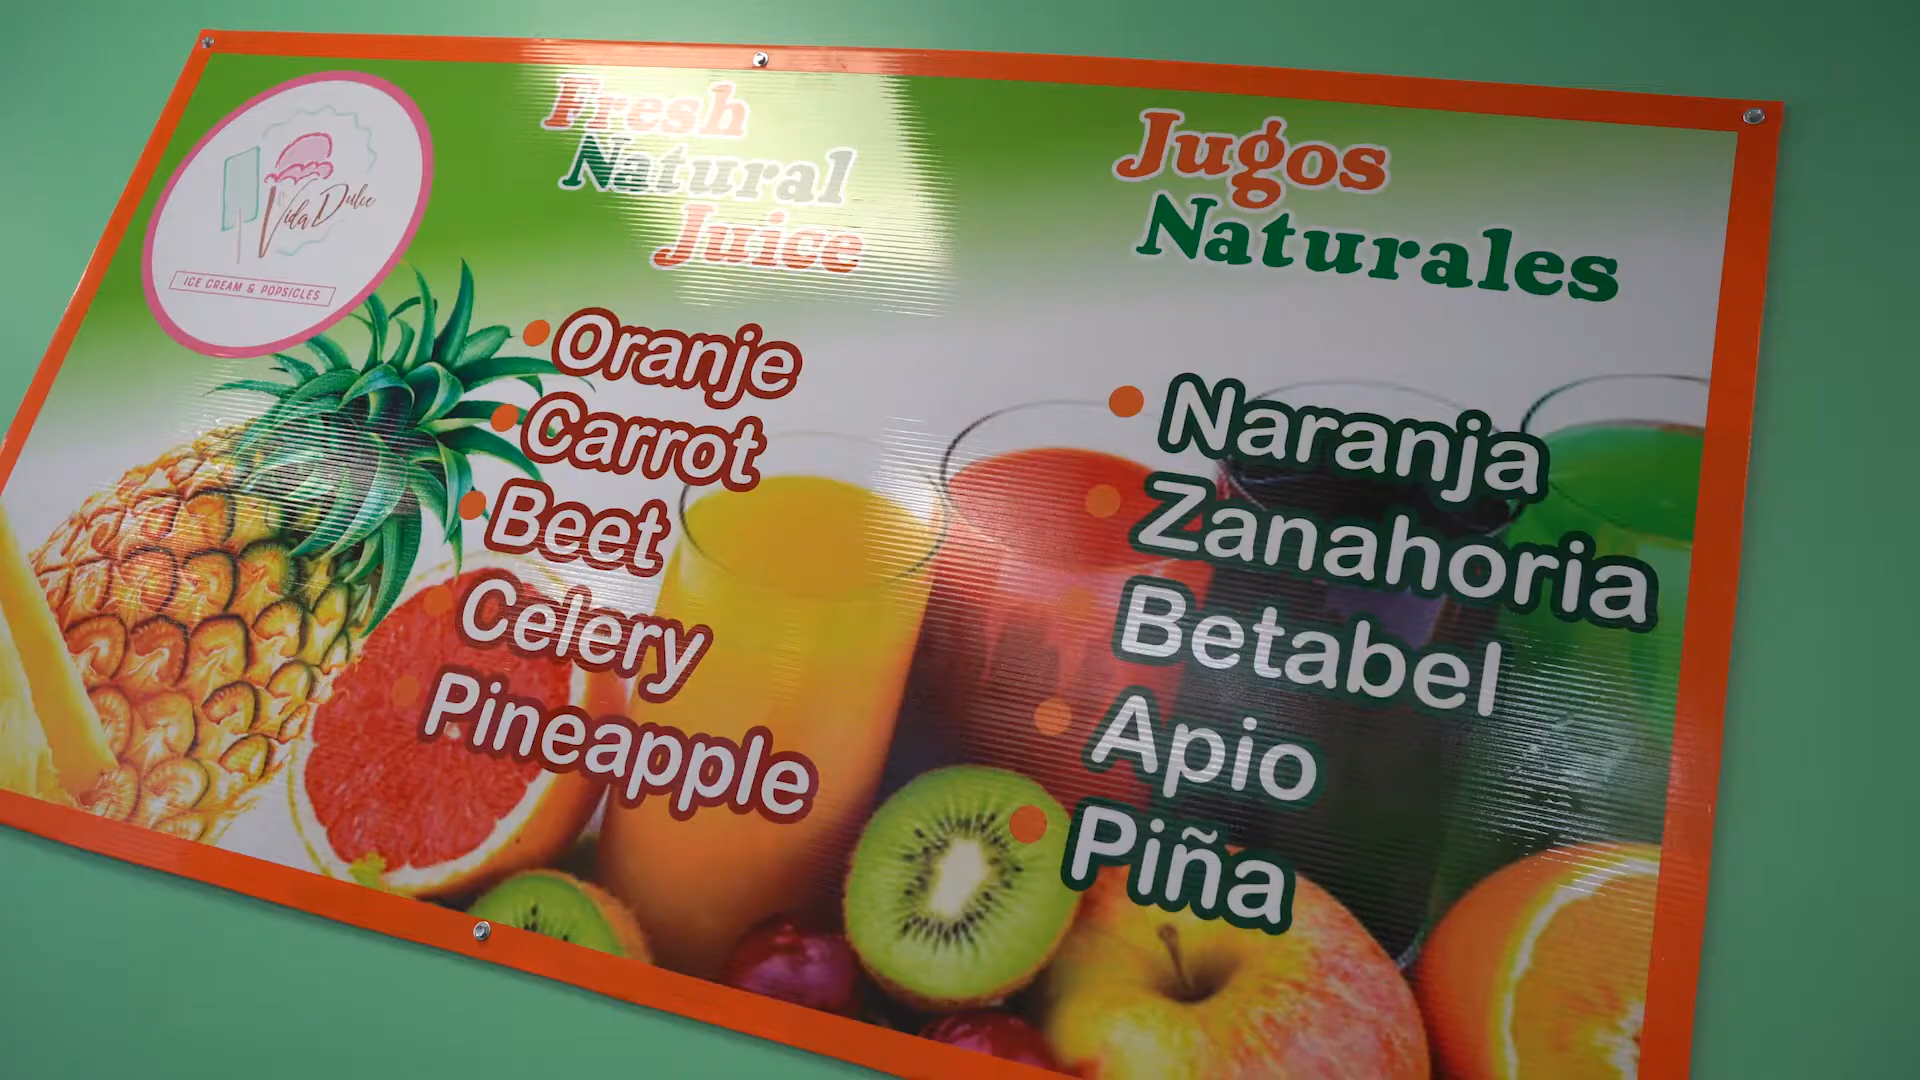 Vida Dulce
ICE CREAM & POPSICLES
Fresh
Natural
Juice
• Oranje
• Carrot
• Beet
• Celery
• Pineapple
Jugos
Naturales
• Naranja
• Zanahoria
• Betabel
• Apio
• Piña